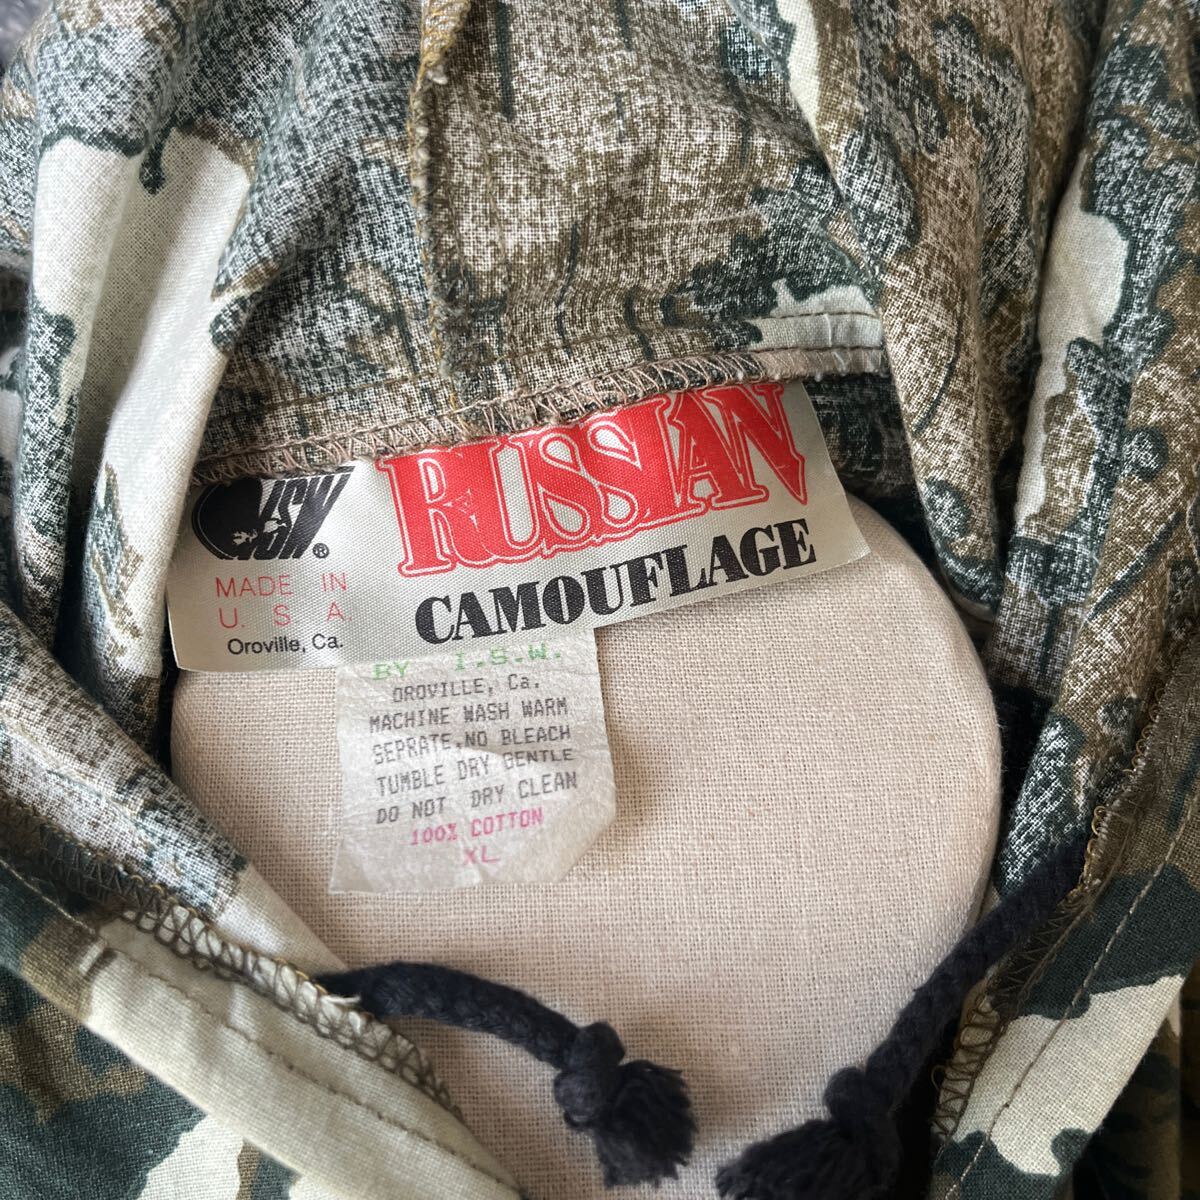 ISW®
RUSSIAN
CAMOUFLAGE
MADE IN
U. S. A.
Oroville, Ca.
BY I.S.W.
OROVILLE, Ca.
MACHINE WASH WARM
SEPRATE,NO BLEACH
TUMBLE DRY GENTLE
DO NOT DRY CLEAN
100% COTTON
XL